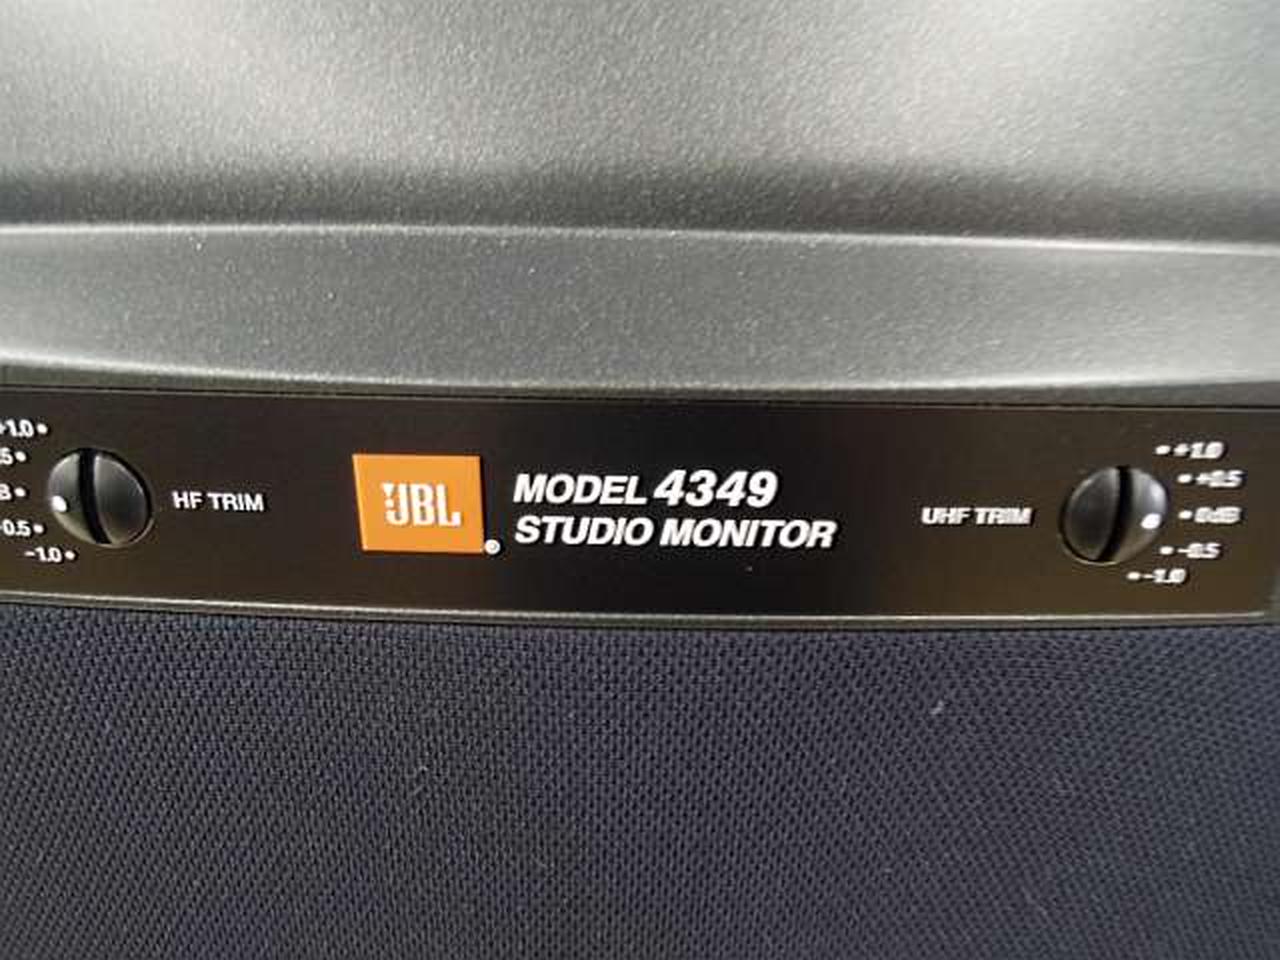 +1.0
HF TRIM
-0.5
-1.0
JBL
®
MODEL 4349
STUDIO MONITOR
UHF TRIM
+1.0
+0.5
0dB
-0.5
-1.0